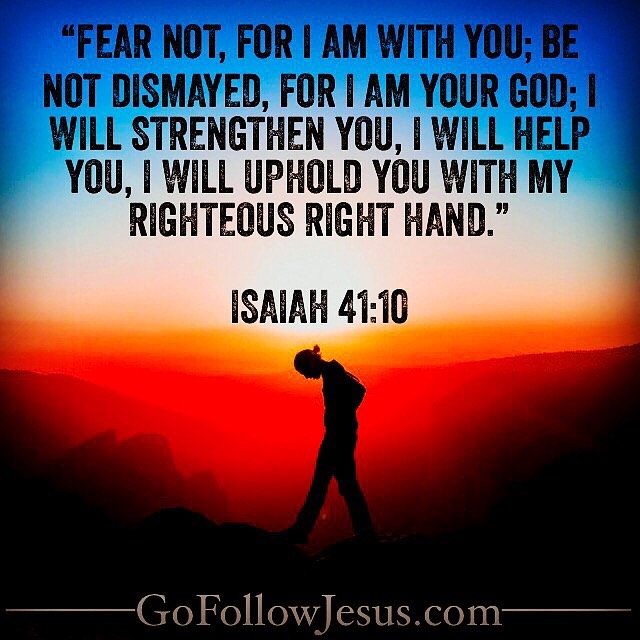 “FEAR NOT, FOR I AM WITH YOU; BE
NOT DISMAYED, FOR I AM YOUR GOD; I
WILL STRENGTHEN YOU, I WILL HELP
YOU, I WILL UPHOLD YOU WITH MY
RIGHTEOUS RIGHT HAND.”
ISAIAH 41:10
GoFollowJesus.com